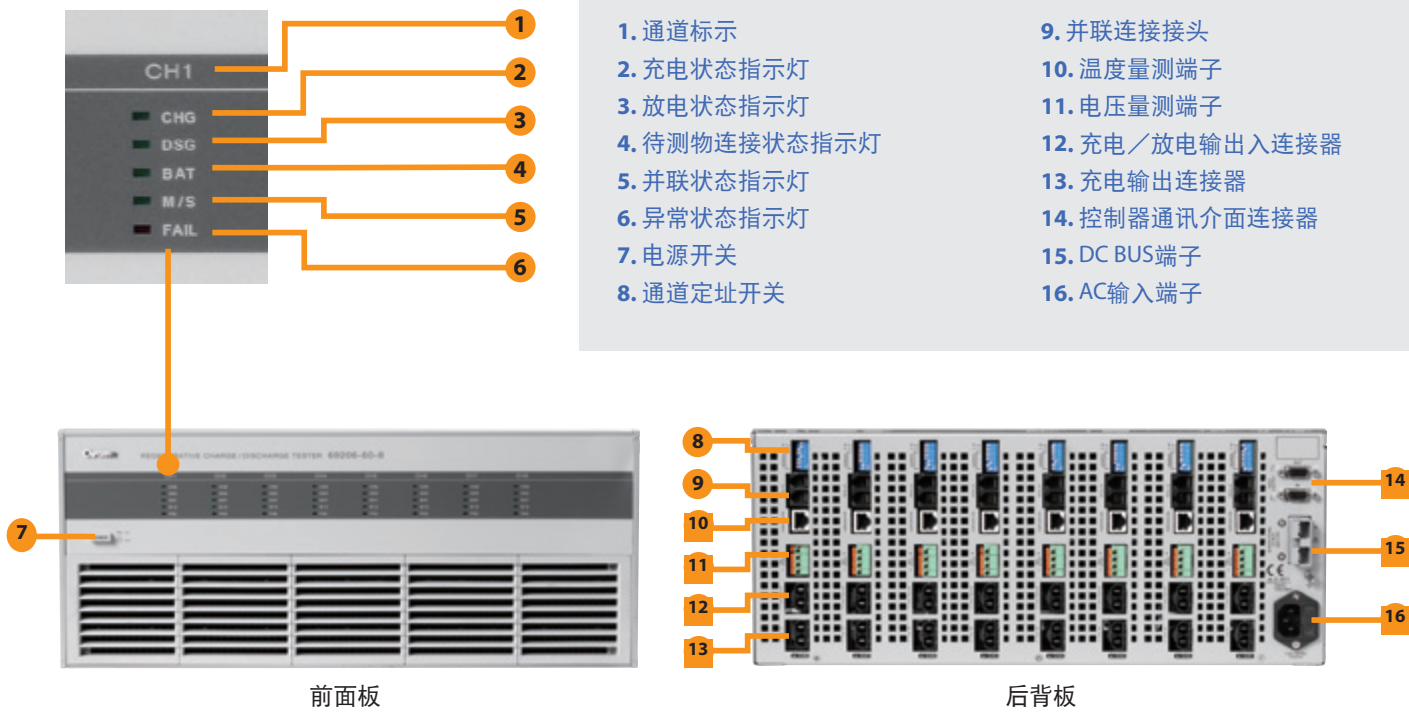 CH1
CHG
DSG
BAT
M/S
FAIL
1
2
3
4
5
6
1. 通道标示
2. 充电状态指示灯
3. 放电状态指示灯
4. 待测物连接状态指示灯
5. 并联状态指示灯
6. 异常状态指示灯
7. 电源开关
8. 通道定址开关
9. 并联连接接头
10. 温度量测端子
11. 电压量测端子
12. 充电／放电输出入连接器
13. 充电输出连接器
14. 控制器通讯介面连接器
15. DC BUS端子
16. AC输入端子
REGENERATIVE CHARGE / DISCHARGE TESTER 69206-60-8
7
8
9
10
11
12
13
14
15
16
前面板
后背板